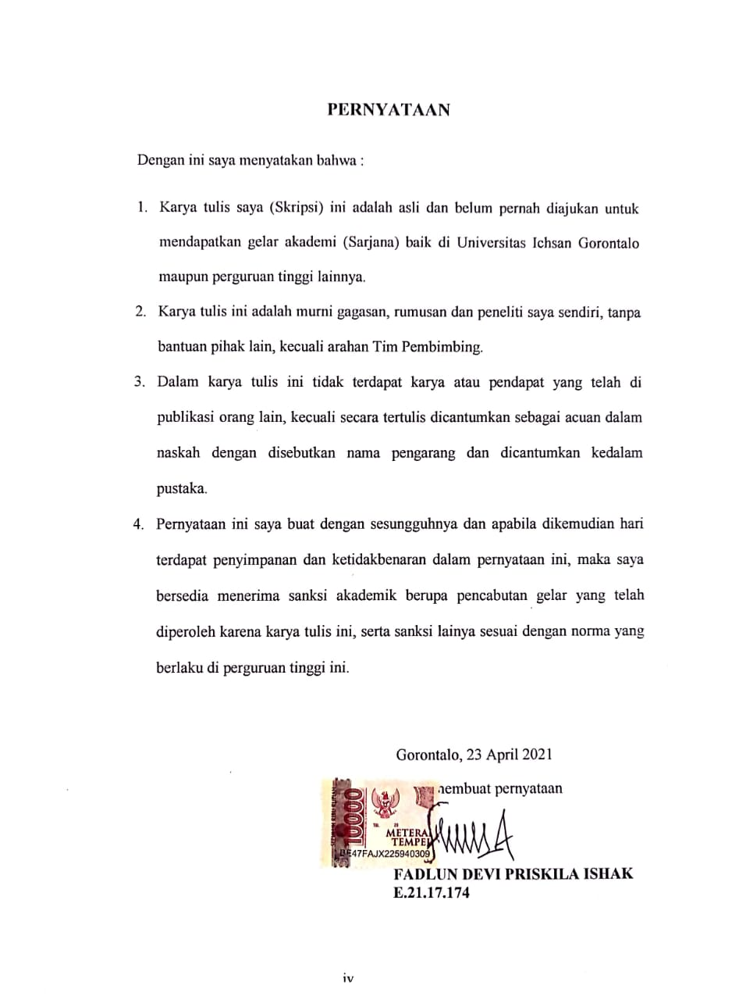 PERNYATAAN
Dengan ini saya menyatakan bahwa :
1. Karya tulis saya (Skripsi) ini adalah asli dan belum pernah diajukan untuk
mendapatkan gelar akademi (Sarjana) baik di Universitas Ichsan Gorontalo
maupun perguruan tinggi lainnya.
2. Karya tulis ini adalah murni gagasan, rumusan dan peneliti saya sendiri, tanpa
bantuan pihak lain, kecuali arahan Tim Pembimbing.
3. Dalam karya tulis ini tidak terdapat karya atau pendapat yang telah di
publikasi orang lain, kecuali secara tertulis dicantumkan sebagai acuan dalam
naskah dengan disebutkan nama pengarang dan dicantumkan kedalam
pustaka.
4. Pernyataan ini saya buat dengan sesungguhnya dan apabila dikemudian hari
terdapat penyimpanan dan ketidakbenaran dalam pernyataan ini, maka saya
bersedia menerima sanksi akademik berupa pencabutan gelar yang telah
diperoleh karena karya tulis ini, serta sanksi lainya sesuai dengan norma yang
berlaku di perguruan tinggi ini.
Gorontalo, 23 April 2021
membuat pernyataan
10000
TGL. 20
METERAI
TEMPEL
47FAJX225940309
FADLUN DEVI PRISKILA ISHAK
E.21.17.174
iv